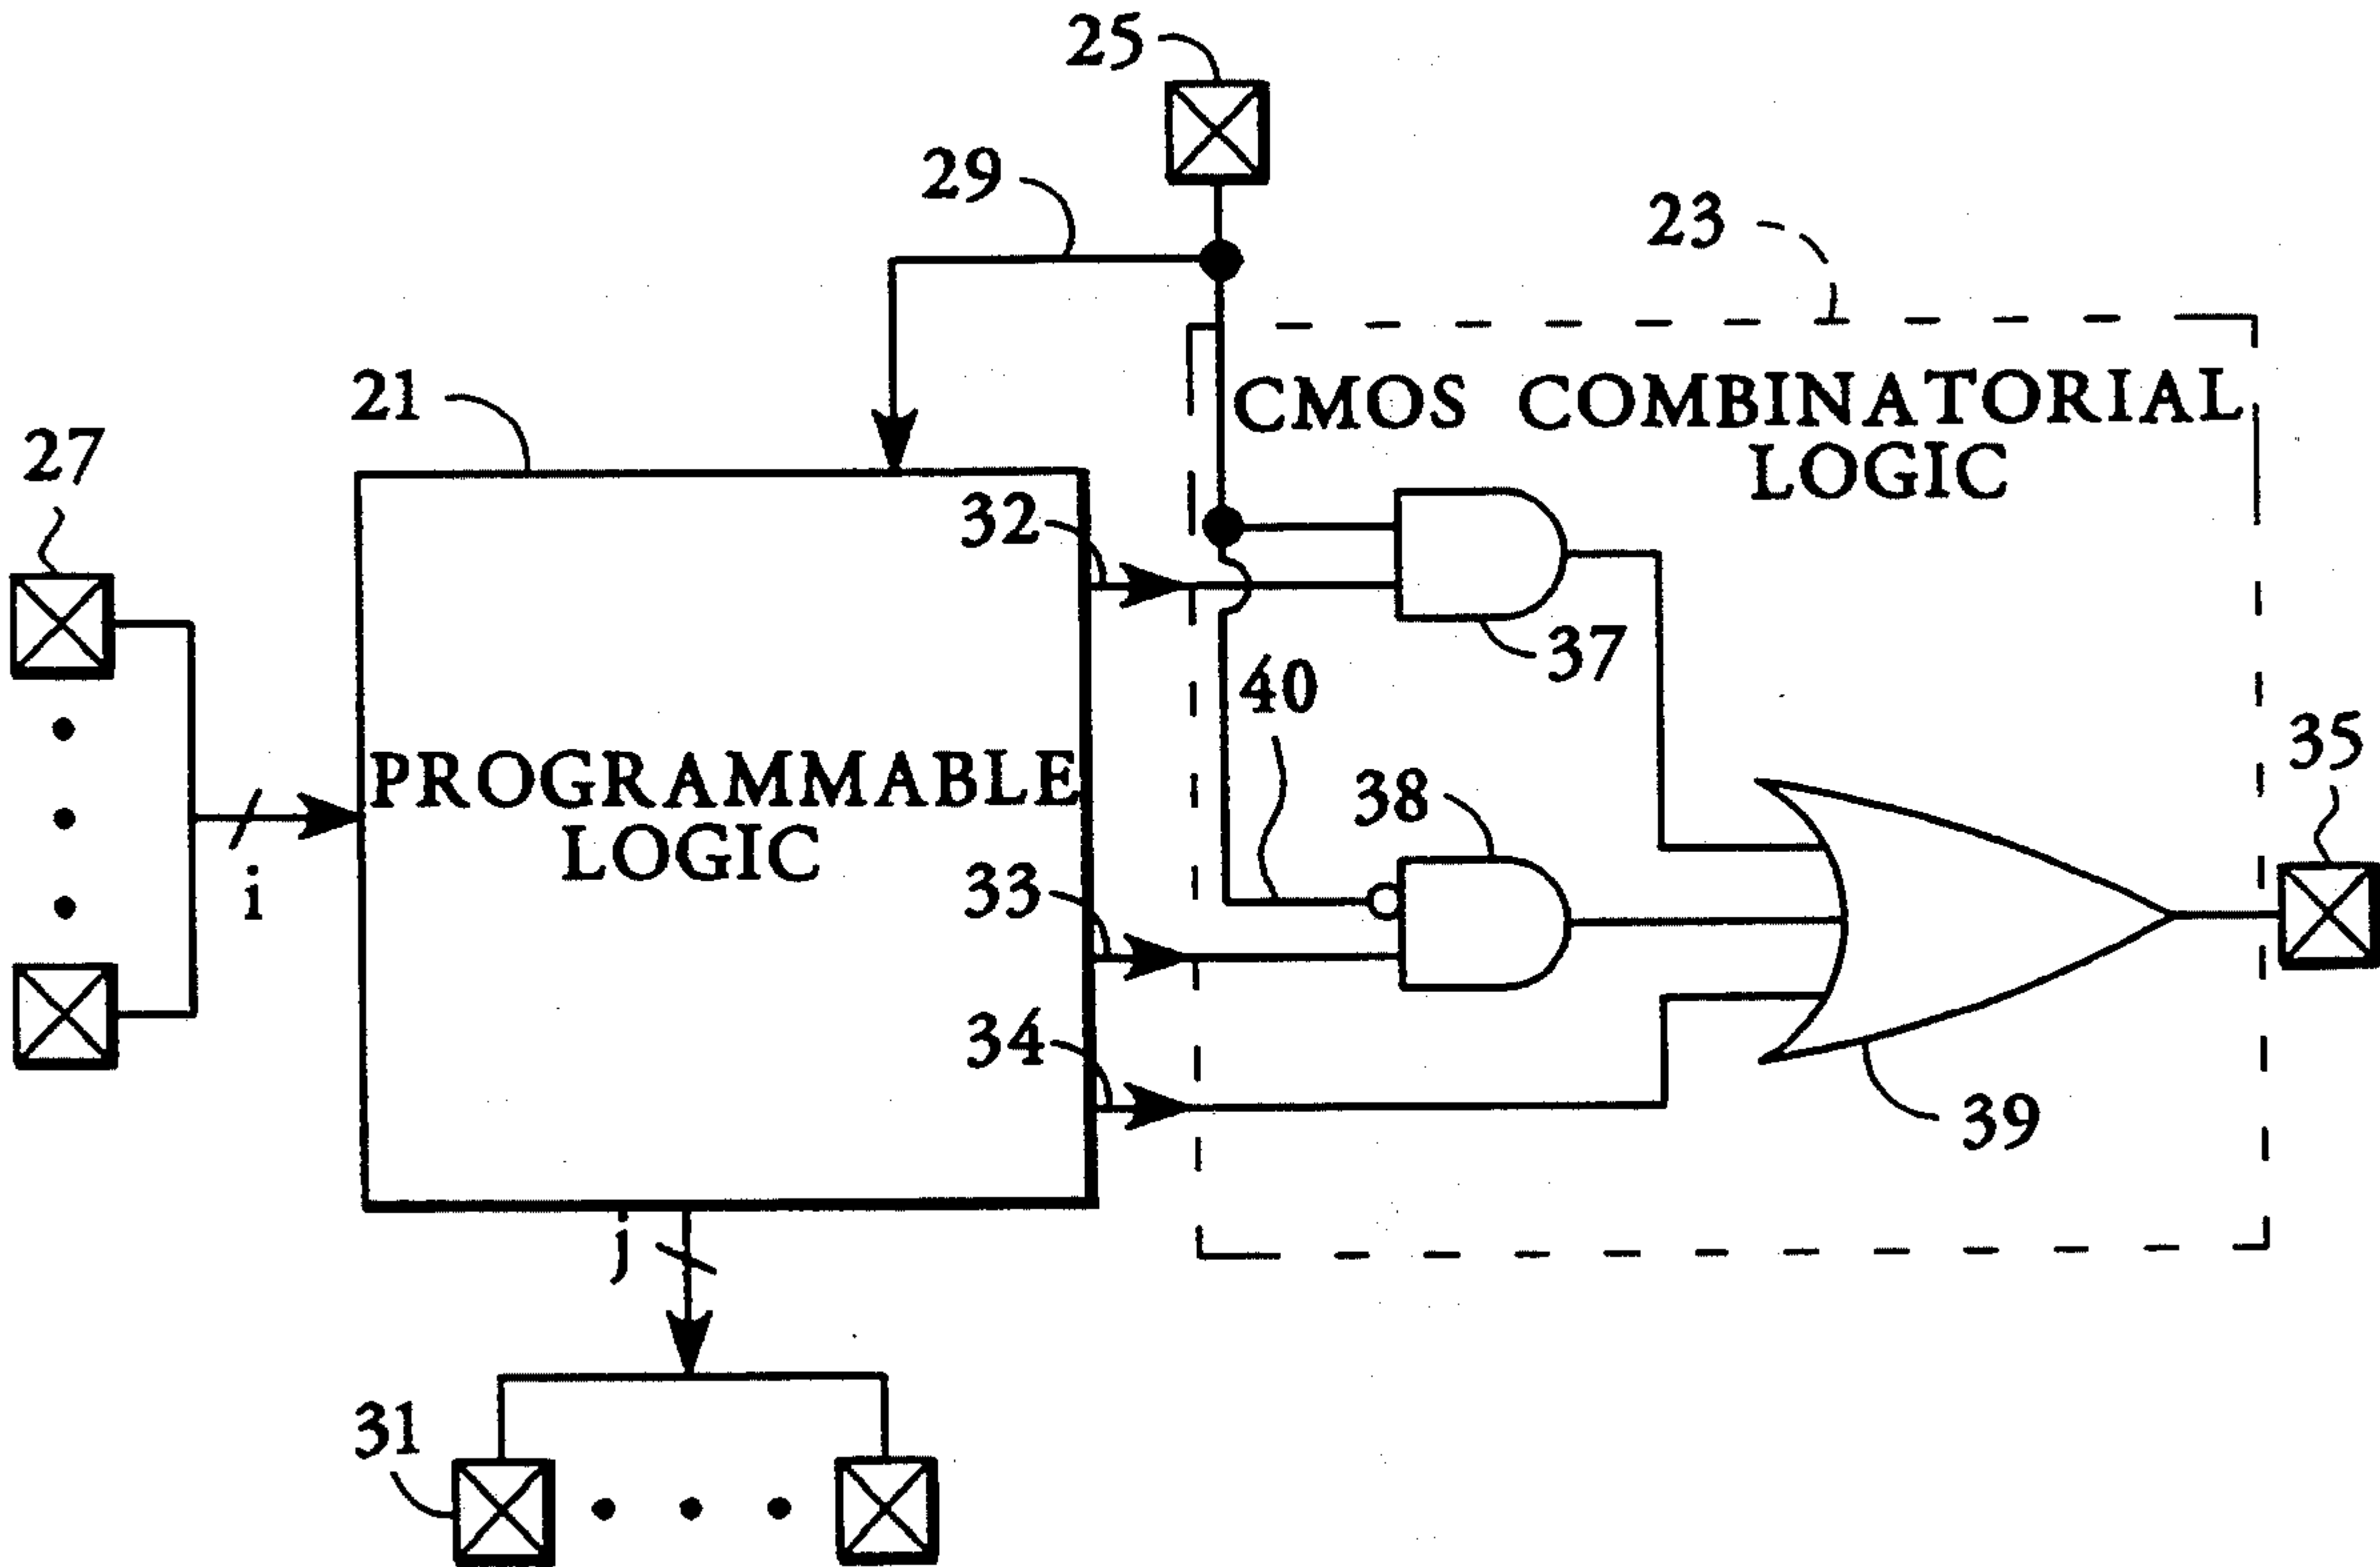 25
29
23
21
CMOS COMBINATORIAL
LOGIC
27
32
37
40
35
PROGRAMMABLE
LOGIC
38
i
33
34
39
j
31